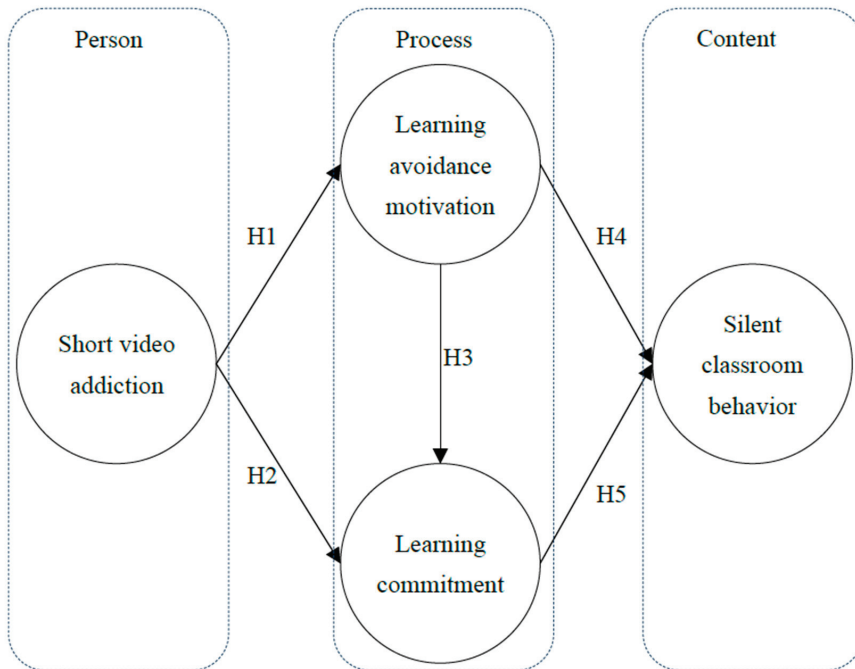 Person
Process
Content
Learning
avoidance
motivation
H1
H4
Short video
addiction
H3
Silent
classroom
behavior
H2
H5
Learning
commitment